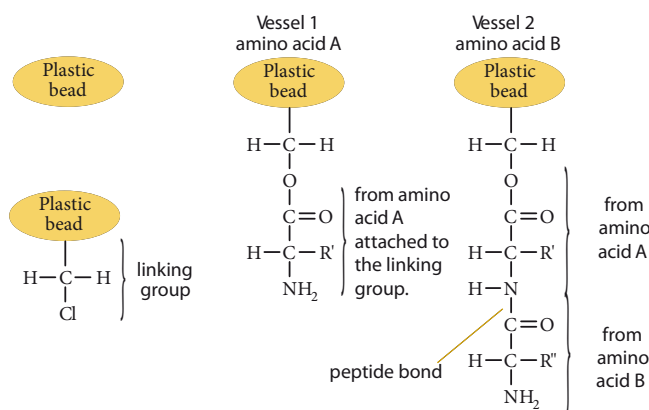 Vessel 1
amino acid A
Vessel 2
amino acid B
Plastic
bead
Plastic
bead
Plastic
bead
H—C—H
O
C=O
H—C—R'
NH₂
from amino
acid A
attached to
the linking
group.
H—C—H
O
C=O
H—C—R'
H—N
C=O
H—C—R"
NH₂
from
amino
acid A
from
amino
acid B
peptide bond
Plastic
bead
H—C—H
Cl
linking
group